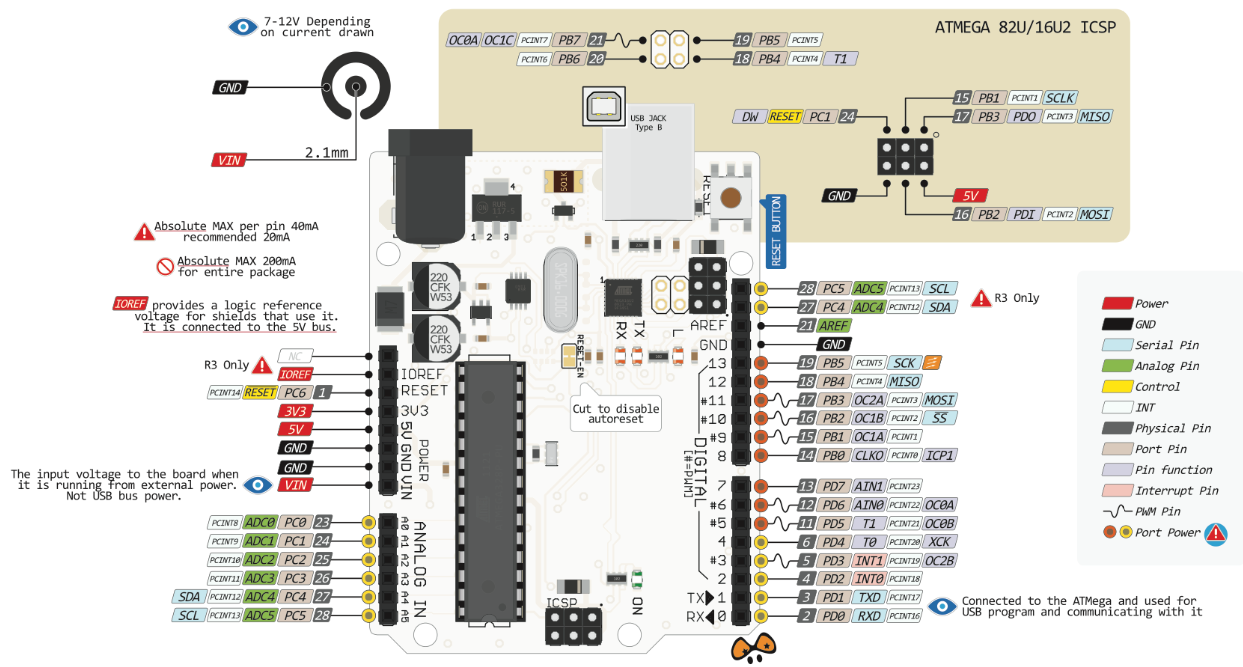 7-12V Depending
on current drawn
GND
VIN
2.1mm
ATMEGA 82U/16U2 ICSP
OC0A OC1C PCINT7 PB7 21
PCINT6 PB6 20
19 PB5 PCINT5
18 PB4 PCINT4 T1
DW RESET PC1 24
15 PB1 PCINT1 SCLK
17 PB3 PDO PCINT3 MISO
GND
5V
16 PB2 PDI PCINT2 MOSI
USB JACK
Type B
RESET
RESET BUTTON
501K
4
1 2 3
Absolute MAX per pin 40mA
recommended 20mA
Absolute MAX 200mA
for entire package
IOREF provides a logic reference
voltage for shields that use it.
It is connected to the 5V bus.
220
CFK
W53
220
CFK
W53
1
RX
TX
L
RESET-EN
Cut to disable
autoreset
R3 Only
NC
IOREF
PCINT14 RESET PC6 1
3V3
5V
GND
GND
VIN
The input voltage to the board when
it is running from external power.
Not USB bus power.
IOREF
RESET
3V3
5V
GND
VIN
POWER
PCINT8 ADC0 PC0 23
PCINT9 ADC1 PC1 24
PCINT10 ADC2 PC2 25
PCINT11 ADC3 PC3 26
SDA PCINT12 ADC4 PC4 27
SCL PCINT13 ADC5 PC5 28
A0
A1
A2
A3
A4
A5
ANALOG IN
ICSP
ON
AREF
GND
13
12
#11
#10
#9
8
7
#6
#5
4
#3
2
TX 1
RX 0
DIGITAL
[#=PWM]
28 PC5 ADC5 PCINT13 SCL
27 PC4 ADC4 PCINT12 SDA
R3 Only
21 AREF
GND
19 PB5 PCINT5 SCK
18 PB4 PCINT4 MISO
17 PB3 OC2A PCINT3 MOSI
16 PB2 OC1B PCINT2 SS
15 PB1 OC1A PCINT1
14 PB0 CLKO PCINT0 ICP1
13 PD7 AIN1 PCINT23
12 PD6 AIN0 PCINT22 OC0A
11 PD5 T1 PCINT21 OC0B
6 PD4 T0 PCINT20 XCK
5 PD3 INT1 PCINT19 OC2B
4 PD2 INT0 PCINT18
3 PD1 TXD PCINT17
2 PD0 RXD PCINT16
Connected to the ATMega and used for
USB program and communicating with it
Power
GND
Serial Pin
Analog Pin
Control
INT
Physical Pin
Port Pin
Pin function
Interrupt Pin
PWM Pin
Port Power